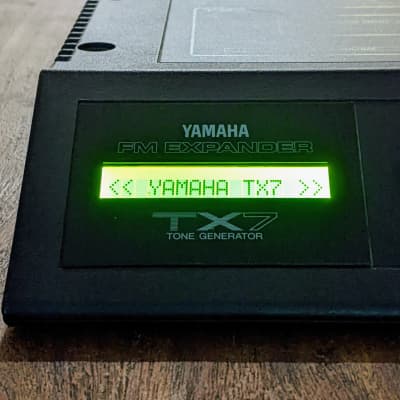 YAMAHA
FM EXPANDER
<< YAMAHA TX7 >>
TX7
TONE GENERATOR